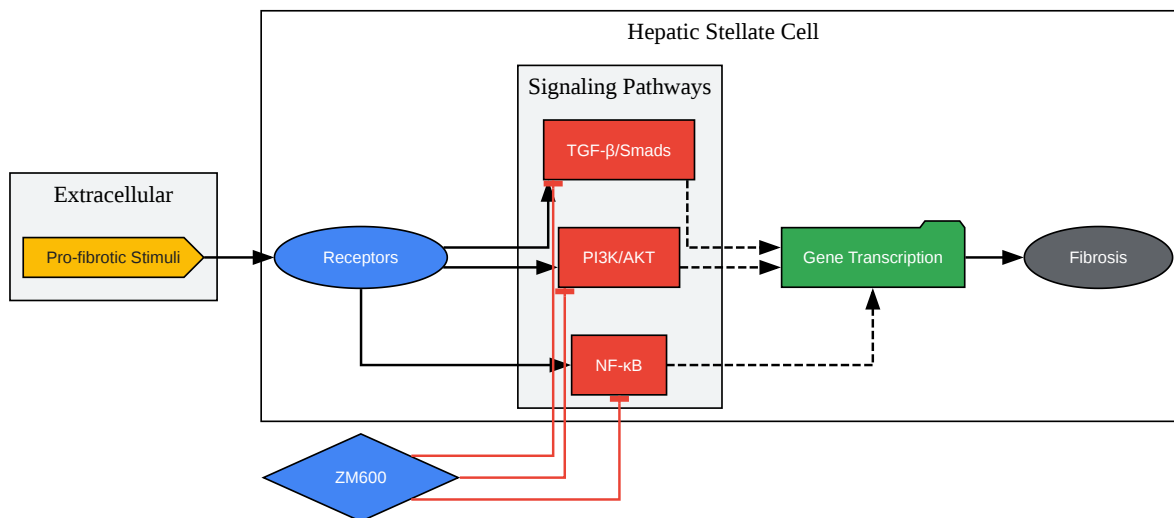 Hepatic Stellate Cell
Signaling Pathways
TGF-β/Smads
Extracellular
Pro-fibrotic Stimuli
Receptors
PI3K/AKT
Gene Transcription
Fibrosis
NF-κB
ZM600